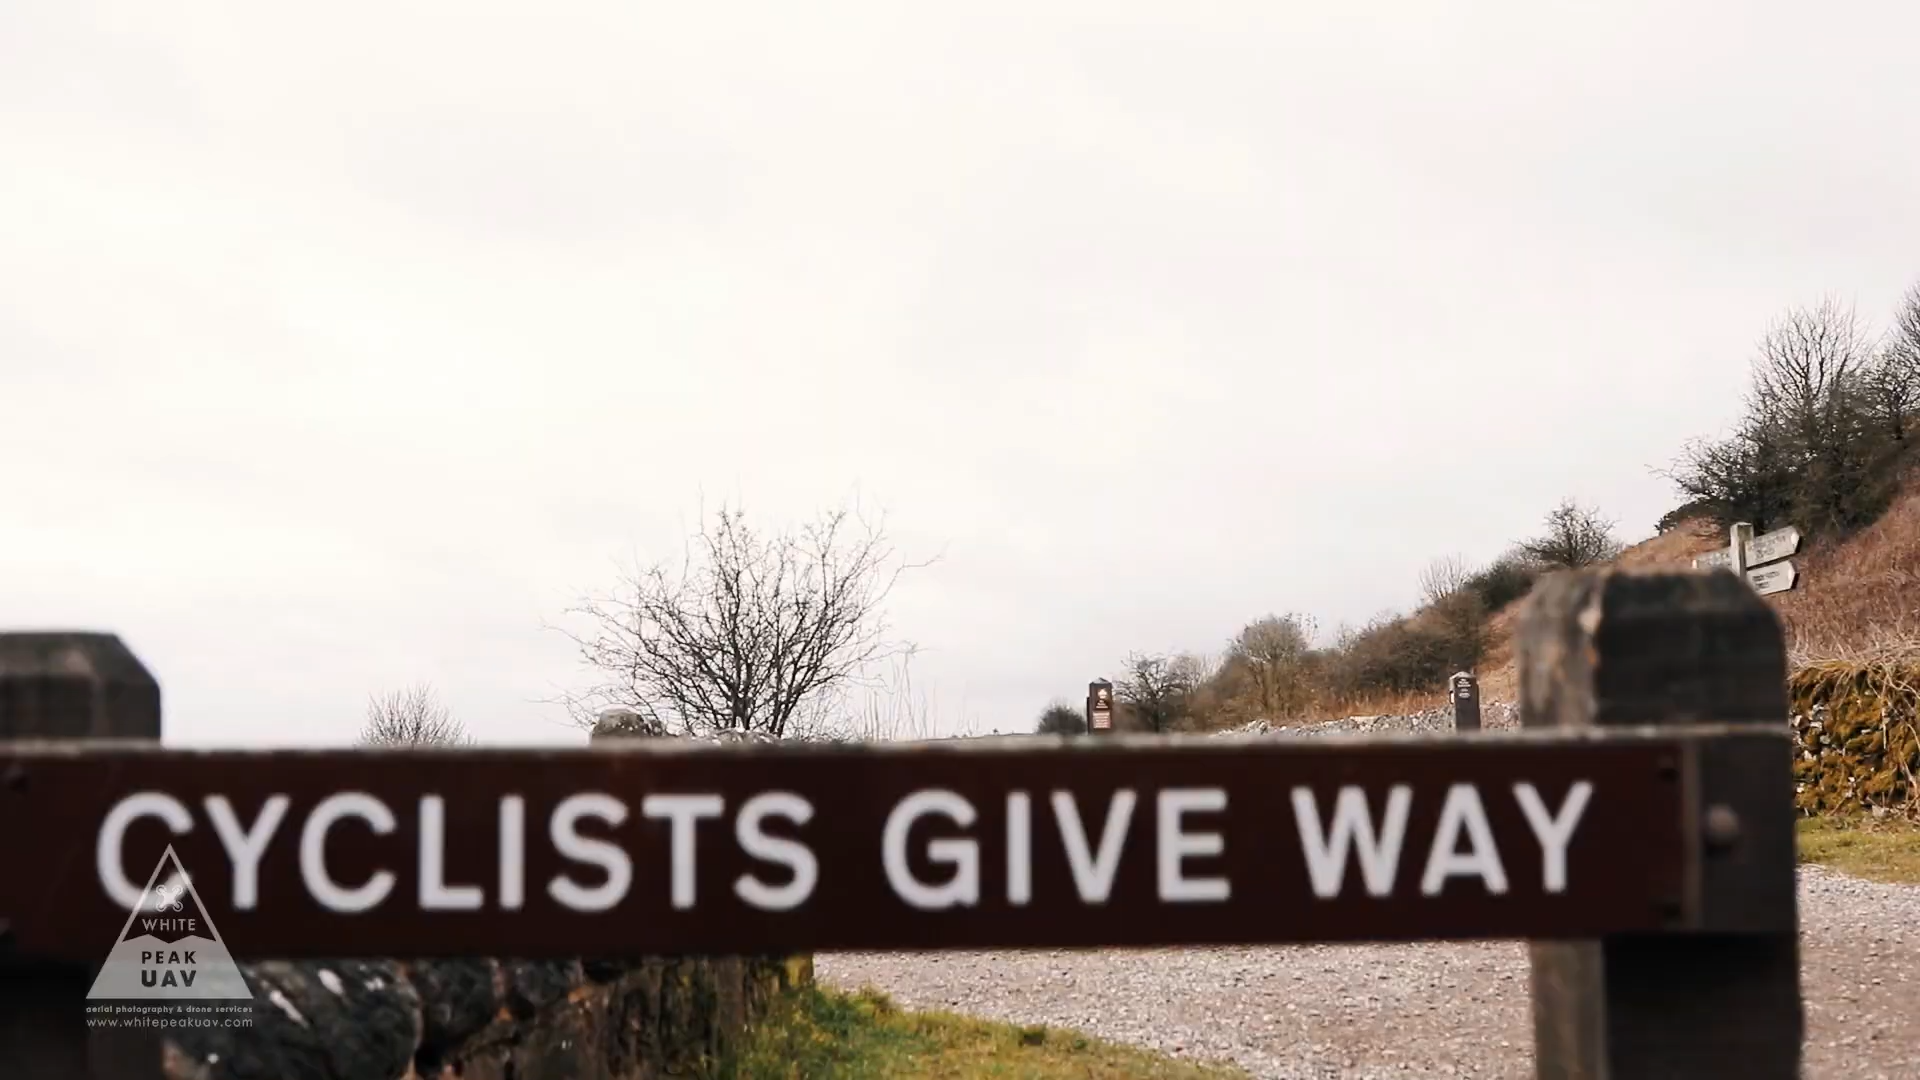 CYCLISTS GIVE WAY
WHITE
PEAK
UAV
aerial photography & drone services
www.whitepeakuav.com